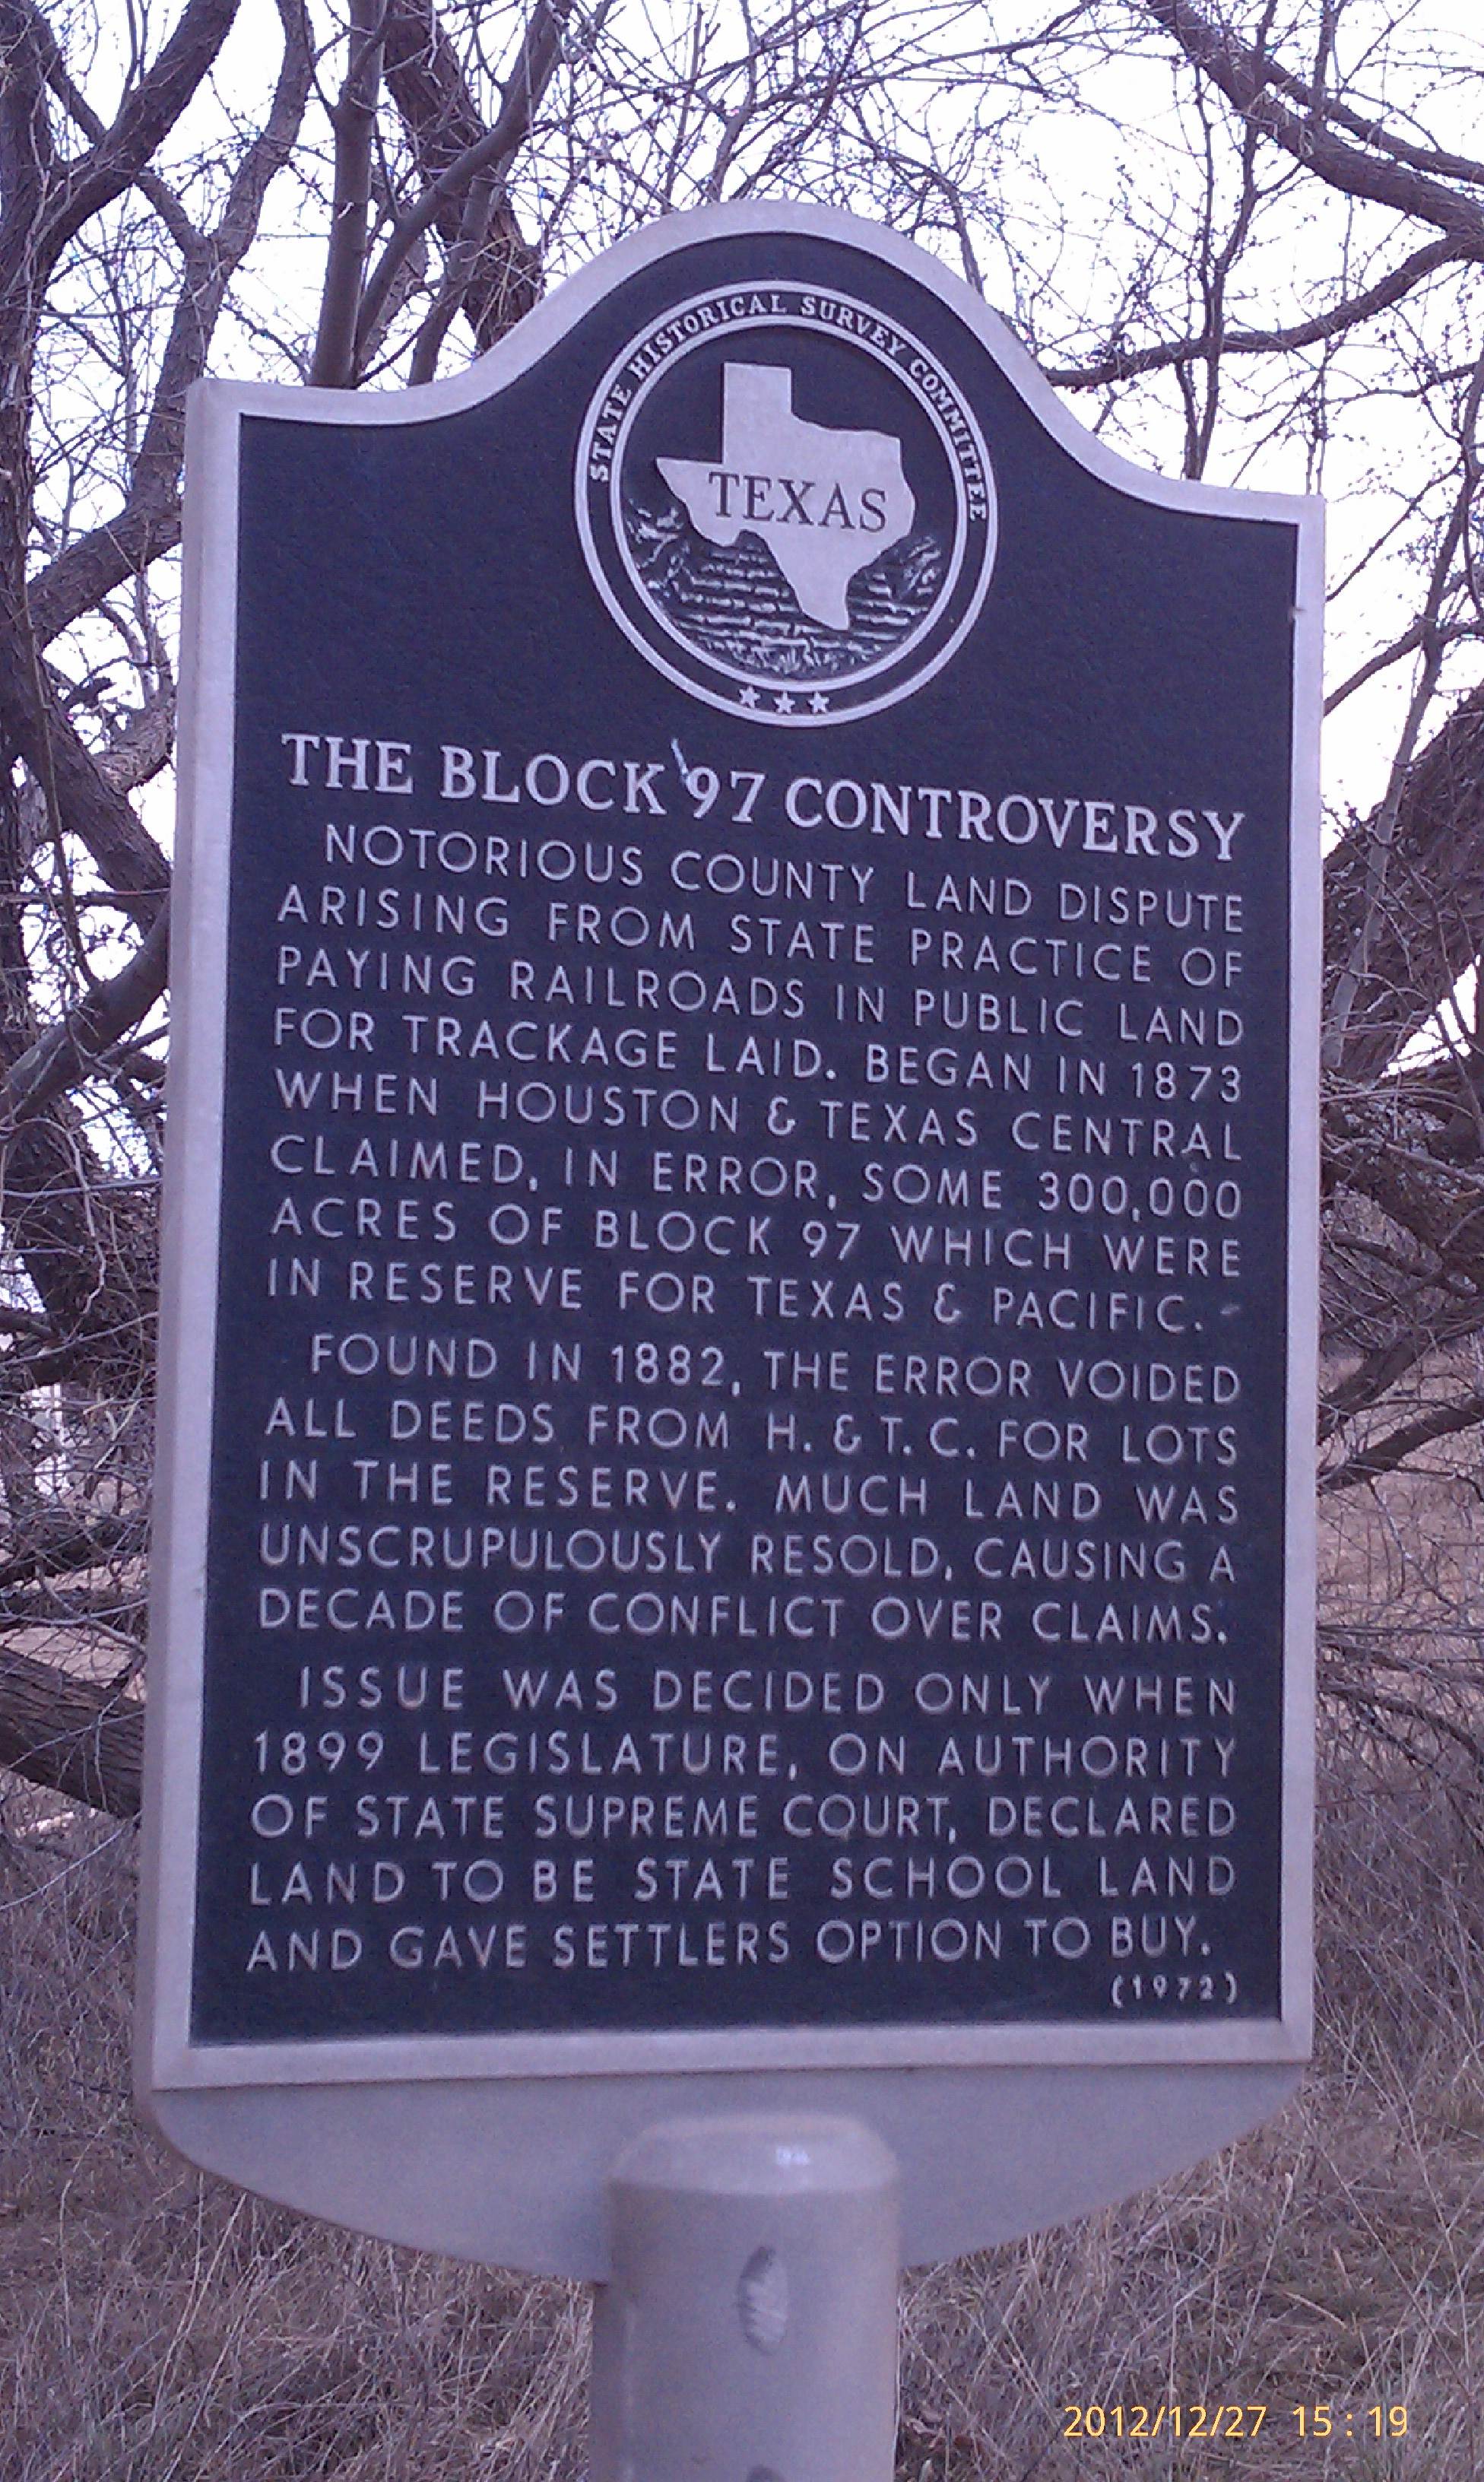 STATE HISTORICAL SURVEY COMMITTEE
TEXAS
THE BLOCK 97 CONTROVERSY
NOTORIOUS COUNTY LAND DISPUTE
ARISING FROM STATE PRACTICE OF
PAYING RAILROADS IN PUBLIC LAND
FOR TRACKAGE LAID. BEGAN IN 1873
WHEN HOUSTON & TEXAS CENTRAL
CLAIMED, IN ERROR, SOME 300,000
ACRES OF BLOCK 97 WHICH WERE
IN RESERVE FOR TEXAS & PACIFIC.
FOUND IN 1882, THE ERROR VOIDED
ALL DEEDS FROM H. & T. C. FOR LOTS
IN THE RESERVE. MUCH LAND WAS
UNSCRUPULOUSLY RESOLD, CAUSING A
DECADE OF CONFLICT OVER CLAIMS.
ISSUE WAS DECIDED ONLY WHEN
1899 LEGISLATURE, ON AUTHORITY
OF STATE SUPREME COURT, DECLARED
LAND TO BE STATE SCHOOL LAND
AND GAVE SETTLERS OPTION TO BUY.
(1972)
2012/12/27 15 : 19